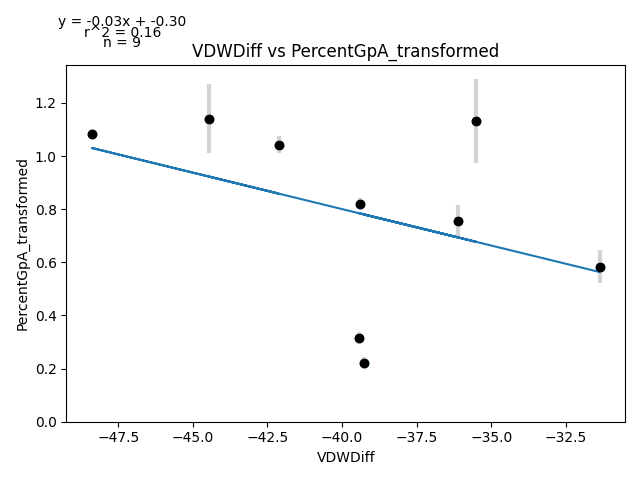 y = -0.03x + -0.30
r^2 = 0.16
n = 9
VDWDiff vs PercentGpA_transformed
PercentGpA_transformed
1.2
1.0
0.8
0.6
0.4
0.2
0.0
−47.5 −45.0 −42.5 −40.0 −37.5 −35.0 −32.5
VDWDiff